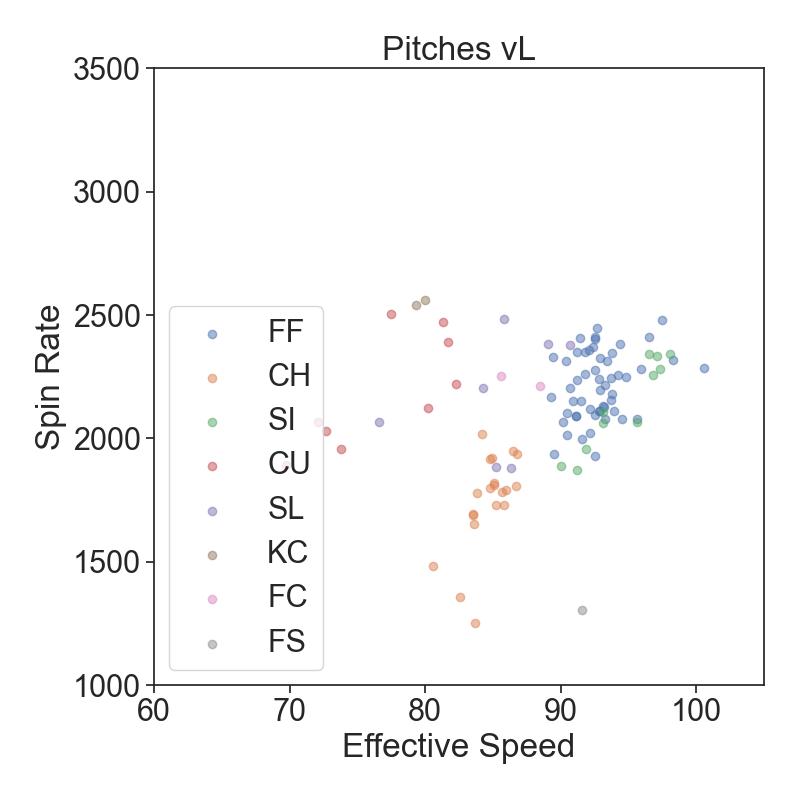 Pitches vL
3500
3000
2500
2000
1500
1000
Spin Rate
FF
CH
SI
CU
SL
KC
FC
FS
60
70
80
90
100
Effective Speed